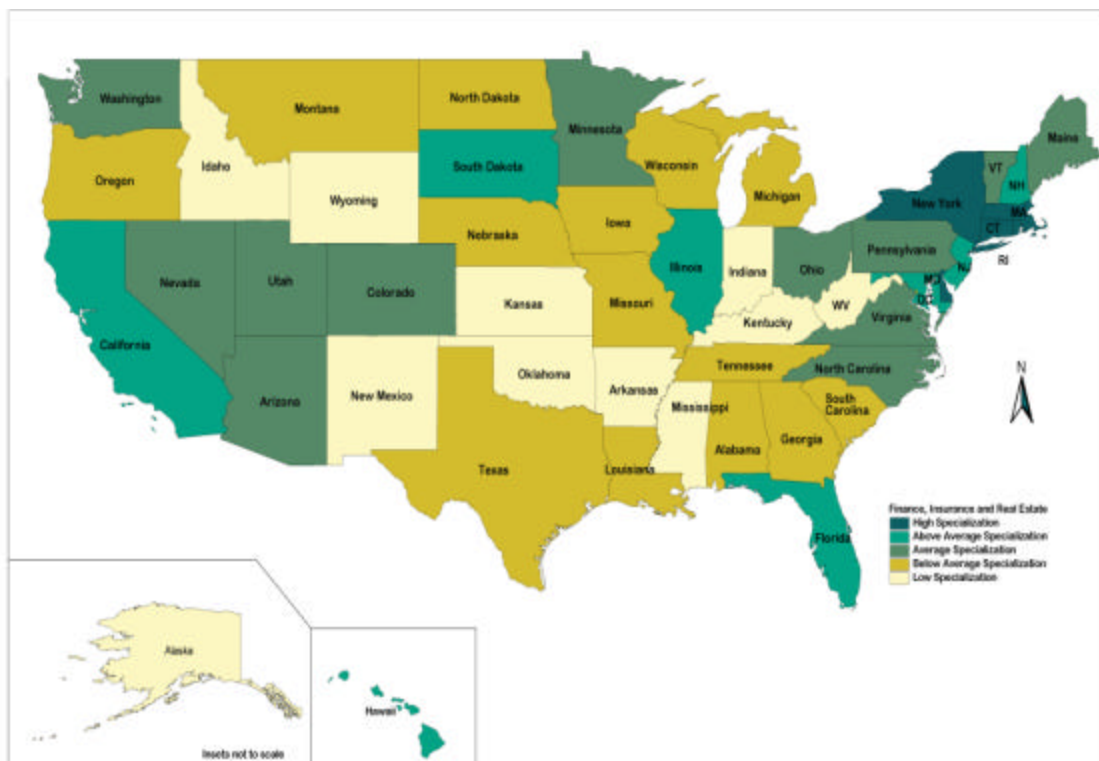 Washington
Montana
North Dakota
Minnesota
Maine
Idaho
South Dakota
Wisconsin
VT
NH
Oregon
Michigan
New York
MA
Wyoming
CT
Iowa
Nebraska
Pennsylvania
RI
Nevada
Utah
Colorado
Illinois
Indiana
Ohio
NJ
MD
Kansas
Missouri
WV
DC
Kentucky
Virginia
California
Tennessee
North Carolina
Oklahoma
Arkansas
N
Arizona
New Mexico
Mississippi
South
Carolina
Georgia
Alabama
Texas
Louisiana
Florida
Finance, Insurance and Real Estate
High Specialization
Above Average Specialization
Average Specialization
Below Average Specialization
Low Specialization
Alaska
Hawaii
Insets not to scale